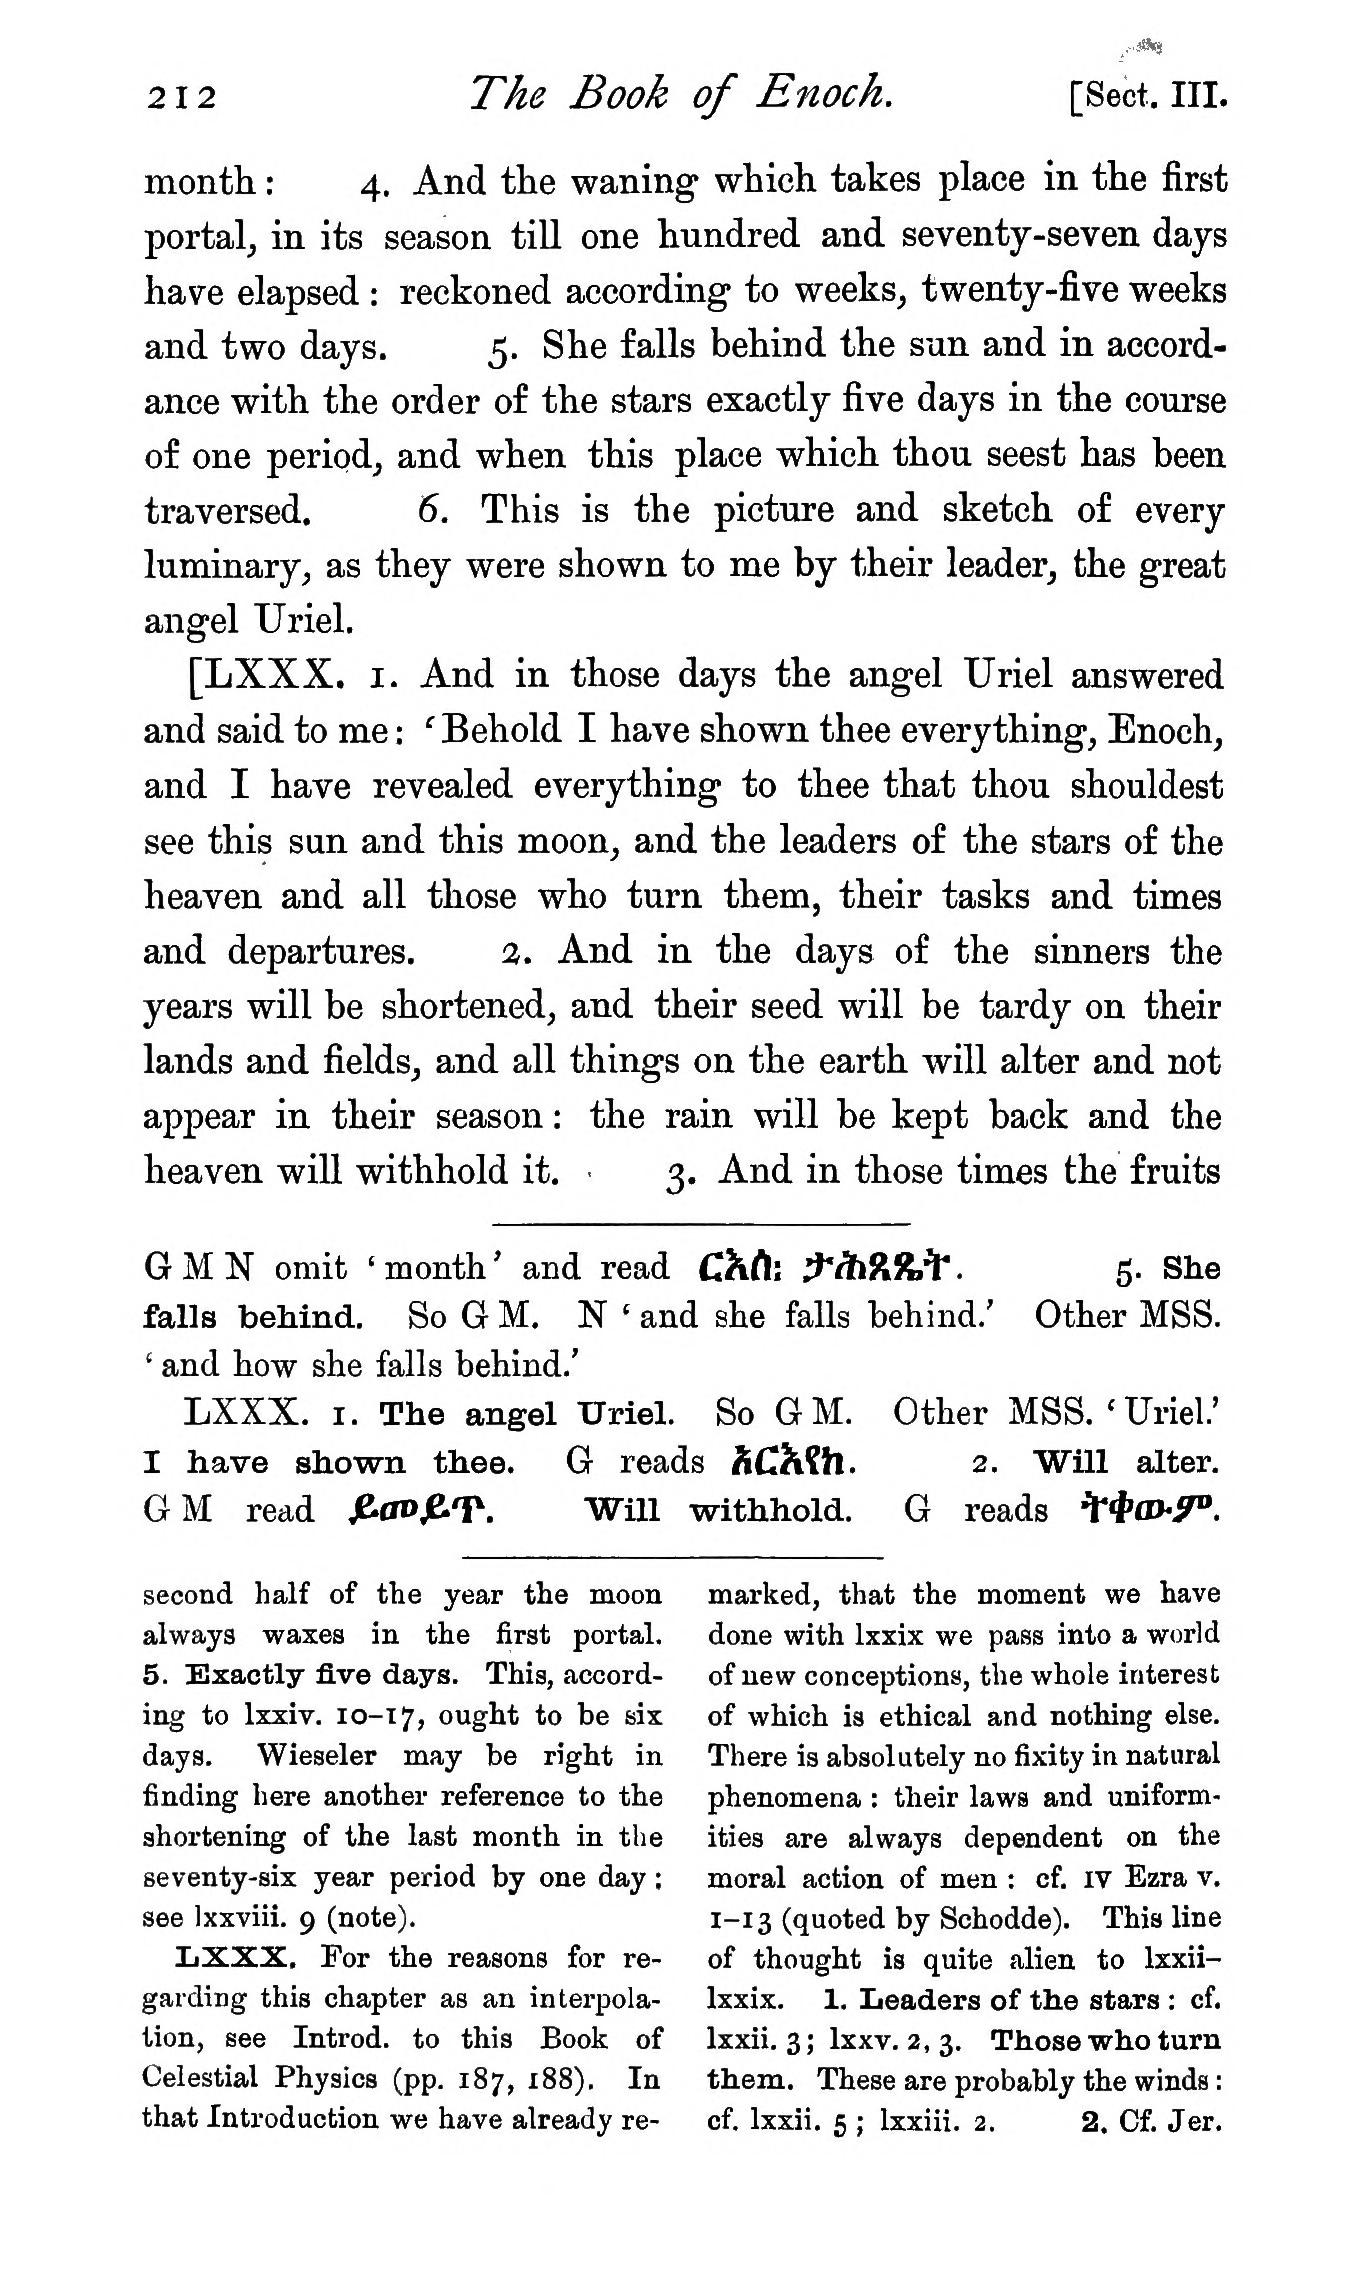 212 The Book of Enoch. [Sect. III.
month : 4. And the waning which takes place in the first
portal, in its season till one hundred and seventy-seven days
have elapsed : reckoned according to weeks, twenty-five weeks
and two days. 5. She falls behind the sun and in accord-
ance with the order of the stars exactly five days in the course
of one period, and when this place which thou seest has been
traversed. 6. This is the picture and sketch of every
luminary, as they were shown to me by their leader, the great
angel Uriel.
[LXXX. 1. And in those days the angel Uriel answered
and said to me : ‘Behold I have shown thee everything, Enoch,
and I have revealed everything to thee that thou shouldest
see this sun and this moon, and the leaders of the stars of the
heaven and all those who turn them, their tasks and times
and departures. 2. And in the days of the sinners the
years will be shortened, and their seed will be tardy on their
lands and fields, and all things on the earth will alter and not
appear in their season : the rain will be kept back and the
heaven will withhold it. 3. And in those times the fruits
G M N omit ‘month’ and read ርእሰ፡ ታሕጸጼት. 5. She
falls behind. So G M. N ‘and she falls behind.’ Other MSS.
‘and how she falls behind.’
LXXX. 1. The angel Uriel. So G M. Other MSS. ‘Uriel.’
I have shown thee. G reads አርእየከ. 2. Will alter.
G M read ይመይጥ. Will withhold. G reads ትቀውም.
second half of the year the moon
always waxes in the first portal.
5. Exactly five days. This, accord-
ing to lxxiv. 10–17, ought to be six
days. Wieseler may be right in
finding here another reference to the
shortening of the last month in the
seventy-six year period by one day ;
see lxxviii. 9 (note).
LXXX. For the reasons for re-
garding this chapter as an interpola-
tion, see Introd. to this Book of
Celestial Physics (pp. 187, 188). In
that Introduction we have already re-
marked, that the moment we have
done with lxxix we pass into a world
of new conceptions, the whole interest
of which is ethical and nothing else.
There is absolutely no fixity in natural
phenomena : their laws and uniform-
ities are always dependent on the
moral action of men : cf. IV Ezra v.
1–13 (quoted by Schodde). This line
of thought is quite alien to lxxii–
lxxix. 1. Leaders of the stars : cf.
lxxii. 3 ; lxxv. 2, 3. Those who turn
them. These are probably the winds :
cf. lxxii. 5 ; lxxiii. 2. 2. Cf. Jer.